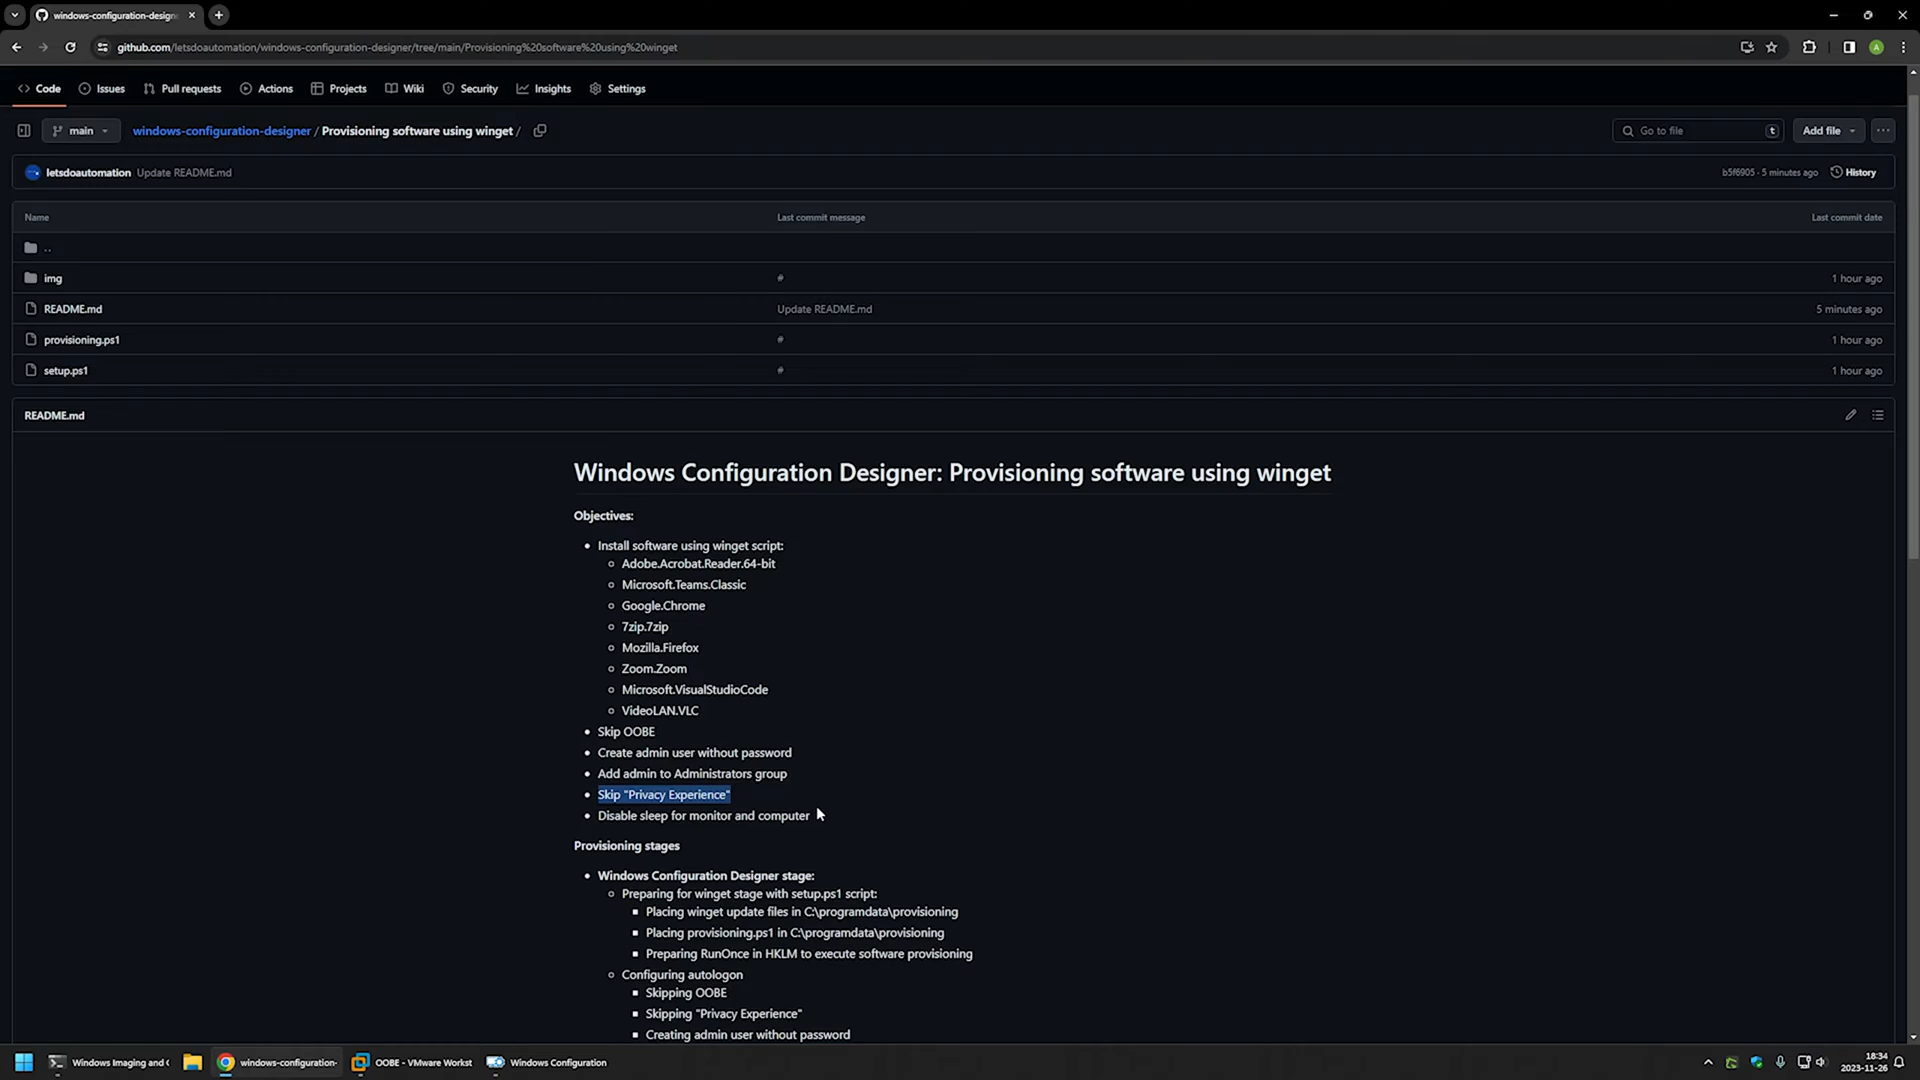 windows-configuration-design
github.com/letsdoautomation/windows-configuration-designer/tree/main/Provisioning%20software%20using%20winget
A
Code
Issues
Pull requests
Actions
Projects
Wiki
Security
Insights
Settings
main
windows-configuration-designer / Provisioning software using winget /
Go to file
t
Add file
letsdoautomation Update README.md
b5f6905 · 5 minutes ago
History
Name
Last commit message
Last commit date
..
img
#
1 hour ago
README.md
Update README.md
5 minutes ago
provisioning.ps1
#
1 hour ago
setup.ps1
#
1 hour ago
README.md
Windows Configuration Designer: Provisioning software using winget
Objectives:
Install software using winget script:
Adobe.Acrobat.Reader.64-bit
Microsoft.Teams.Classic
Google.Chrome
7zip.7zip
Mozilla.Firefox
Zoom.Zoom
Microsoft.VisualStudioCode
VideoLAN.VLC
Skip OOBE
Create admin user without password
Add admin to Administrators group
Skip "Privacy Experience"
Disable sleep for monitor and computer
Provisioning stages
Windows Configuration Designer stage:
Preparing for winget stage with setup.ps1 script:
Placing winget update files in C:\programdata\provisioning
Placing provisioning.ps1 in C:\programdata\provisioning
Preparing RunOnce in HKLM to execute software provisioning
Configuring autologon
Skipping OOBE
Skipping "Privacy Experience"
Creating admin user without password
Windows Imaging and C
windows-configuration-
OOBE - VMware Workst
Windows Configuration
18:34
2023-11-26